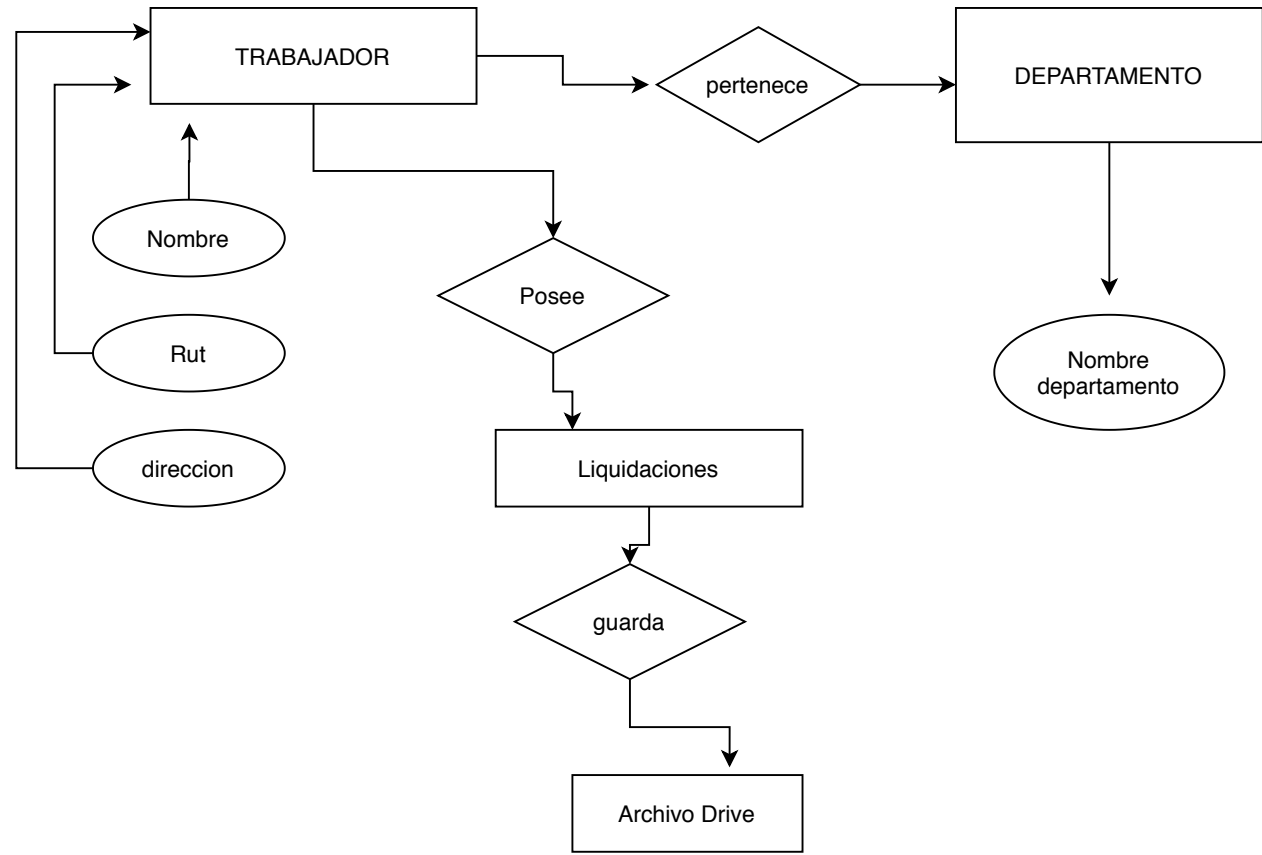 TRABAJADOR
pertenece
DEPARTAMENTO
Nombre
Posee
Rut
Nombre
departamento
direccion
Liquidaciones
guarda
Archivo Drive